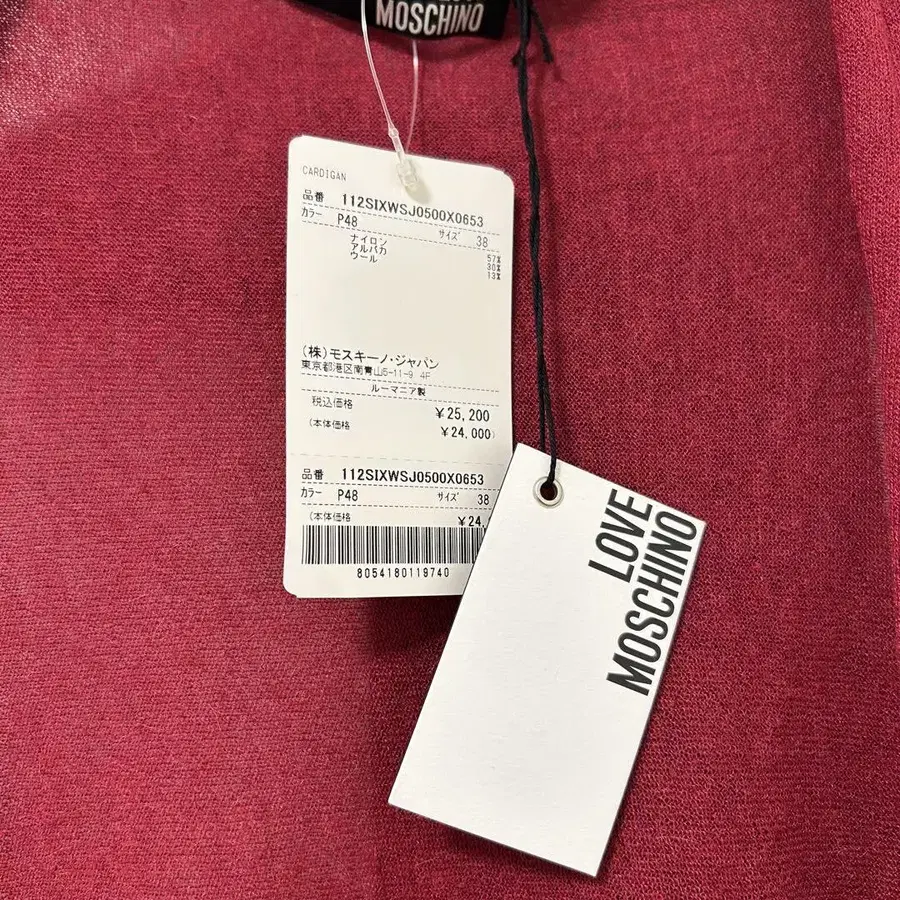 MOSCHINO
CARDIGAN
品番 112SIXWSJ0500X0653
カラー P48 サイズ 38
ナイロン 57%
アルパカ 30%
ウール 13%
(株)モスキーノ・ジャパン
東京都港区南青山5-11-9 4F
ルーマニア製
税込価格 ¥25,200
(本体価格 ¥24,000)
品番 112SIXWSJ0500X0653
カラー P48 サイズ 38
(本体価格 ¥24,
8054180119740
LOVE
MOSCHINO